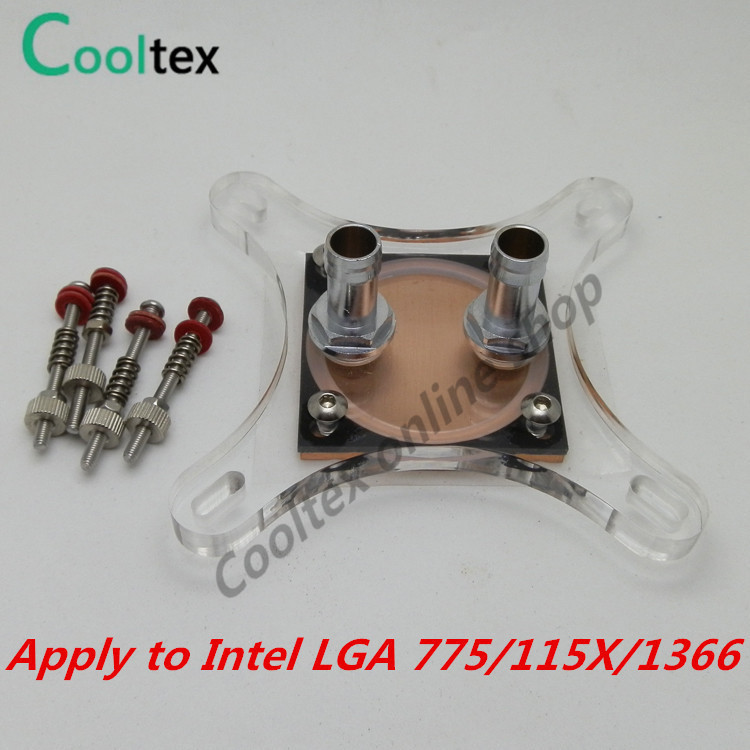 Cooltex
Cooltex online shop
Apply to Intel LGA 775/115X/1366